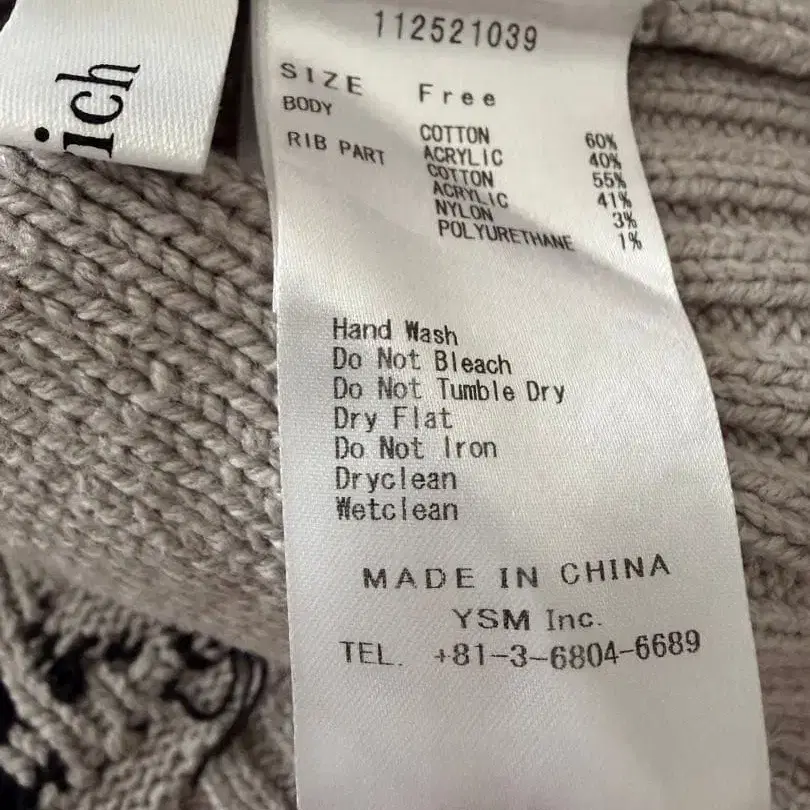 ich
112521039
SIZE Free
BODY COTTON 60%
ACRYLIC 40%
RIB PART COTTON 55%
ACRYLIC 41%
NYLON 3%
POLYURETHANE 1%
Hand Wash
Do Not Bleach
Do Not Tumble Dry
Dry Flat
Do Not Iron
Dryclean
Wetclean
MADE IN CHINA
YSM Inc.
TEL. +81-3-6804-6689